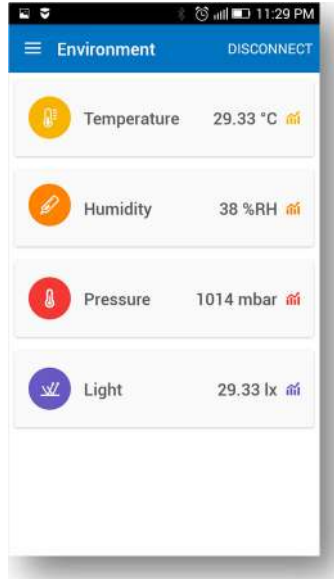 11:29 PM
Environment DISCONNECT
Temperature 29.33 °C
Humidity 38 %RH
Pressure 1014 mbar
Light 29.33 lx